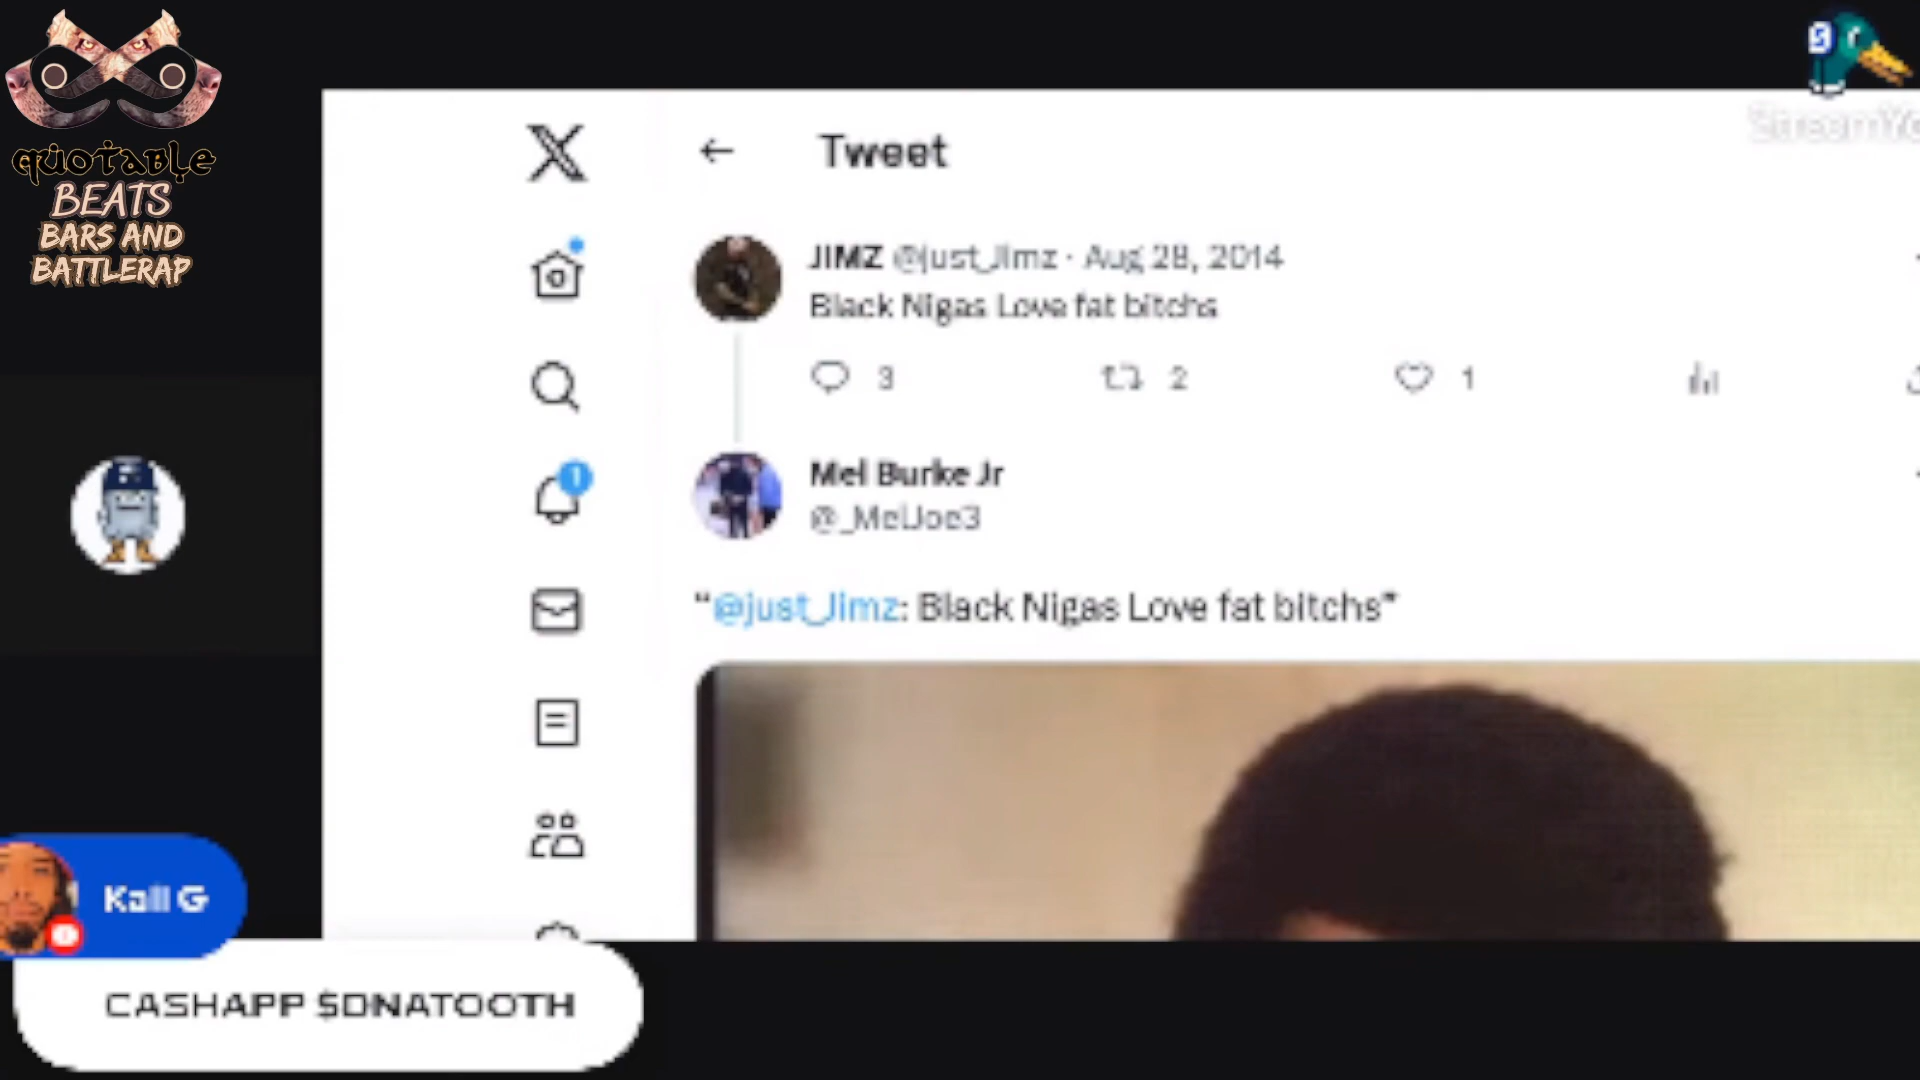 QUOTABLE
BEATS
BARS AND
BATTLERAP
S
Tweet
JIMZ @just_Jimz · Aug 28, 2014
Black Nigas Love fat bitchs
3 2 1
1
Mel Burke Jr
@_MelJoe3
"@just_Jimz: Black Nigas Love fat bitchs"
Kali G
CASHAPP $DNATOOTH